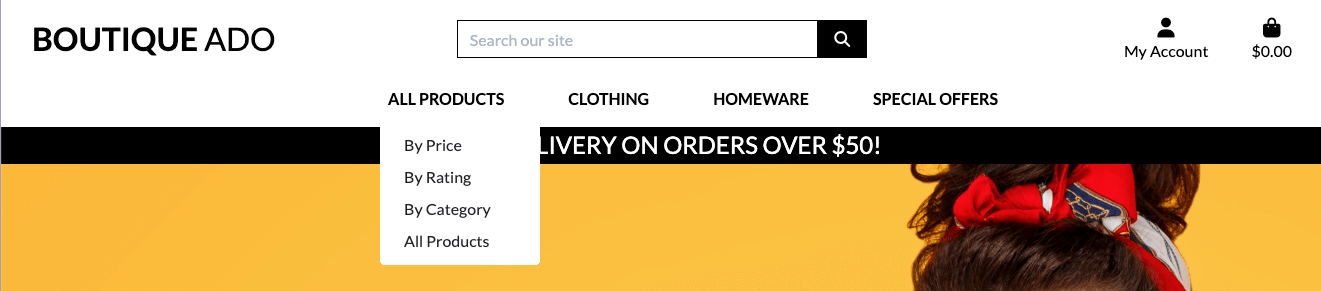 BOUTIQUE ADO
Search our site
My Account
$0.00
ALL PRODUCTS CLOTHING HOMEWARE SPECIAL OFFERS
LIVERY ON ORDERS OVER $50!
By Price
By Rating
By Category
All Products